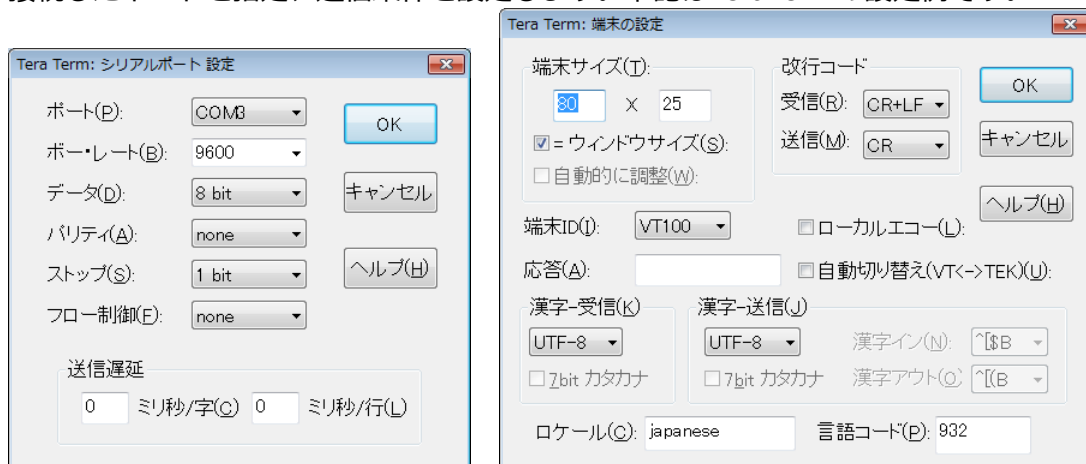 Tera Term: シリアルポート 設定
ポート(P): COM3
OK
ボー・レート(B): 9600
データ(D): 8 bit
キャンセル
パリティ(A): none
ストップ(S): 1 bit
ヘルプ(H)
フロー制御(F): none
送信遅延
0 ミリ秒/字(C) 0 ミリ秒/行(L)
Tera Term: 端末の設定
端末サイズ(T):
80 X 25
= ウィンドウサイズ(S):
自動的に調整(W):
改行コード
受信(R): CR+LF
送信(M): CR
OK
キャンセル
ヘルプ(H)
端末ID(I): VT100
ローカルエコー(L):
応答(A):
自動切り替え(VT<->TEK)(U):
漢字-受信(K)
UTF-8
7bit カタカナ
漢字-送信(J)
UTF-8
7bit カタカナ
漢字イン(N): ^[$B
漢字アウト(O) ^[(B
ロケール(C): japanese
言語コード(P): 932